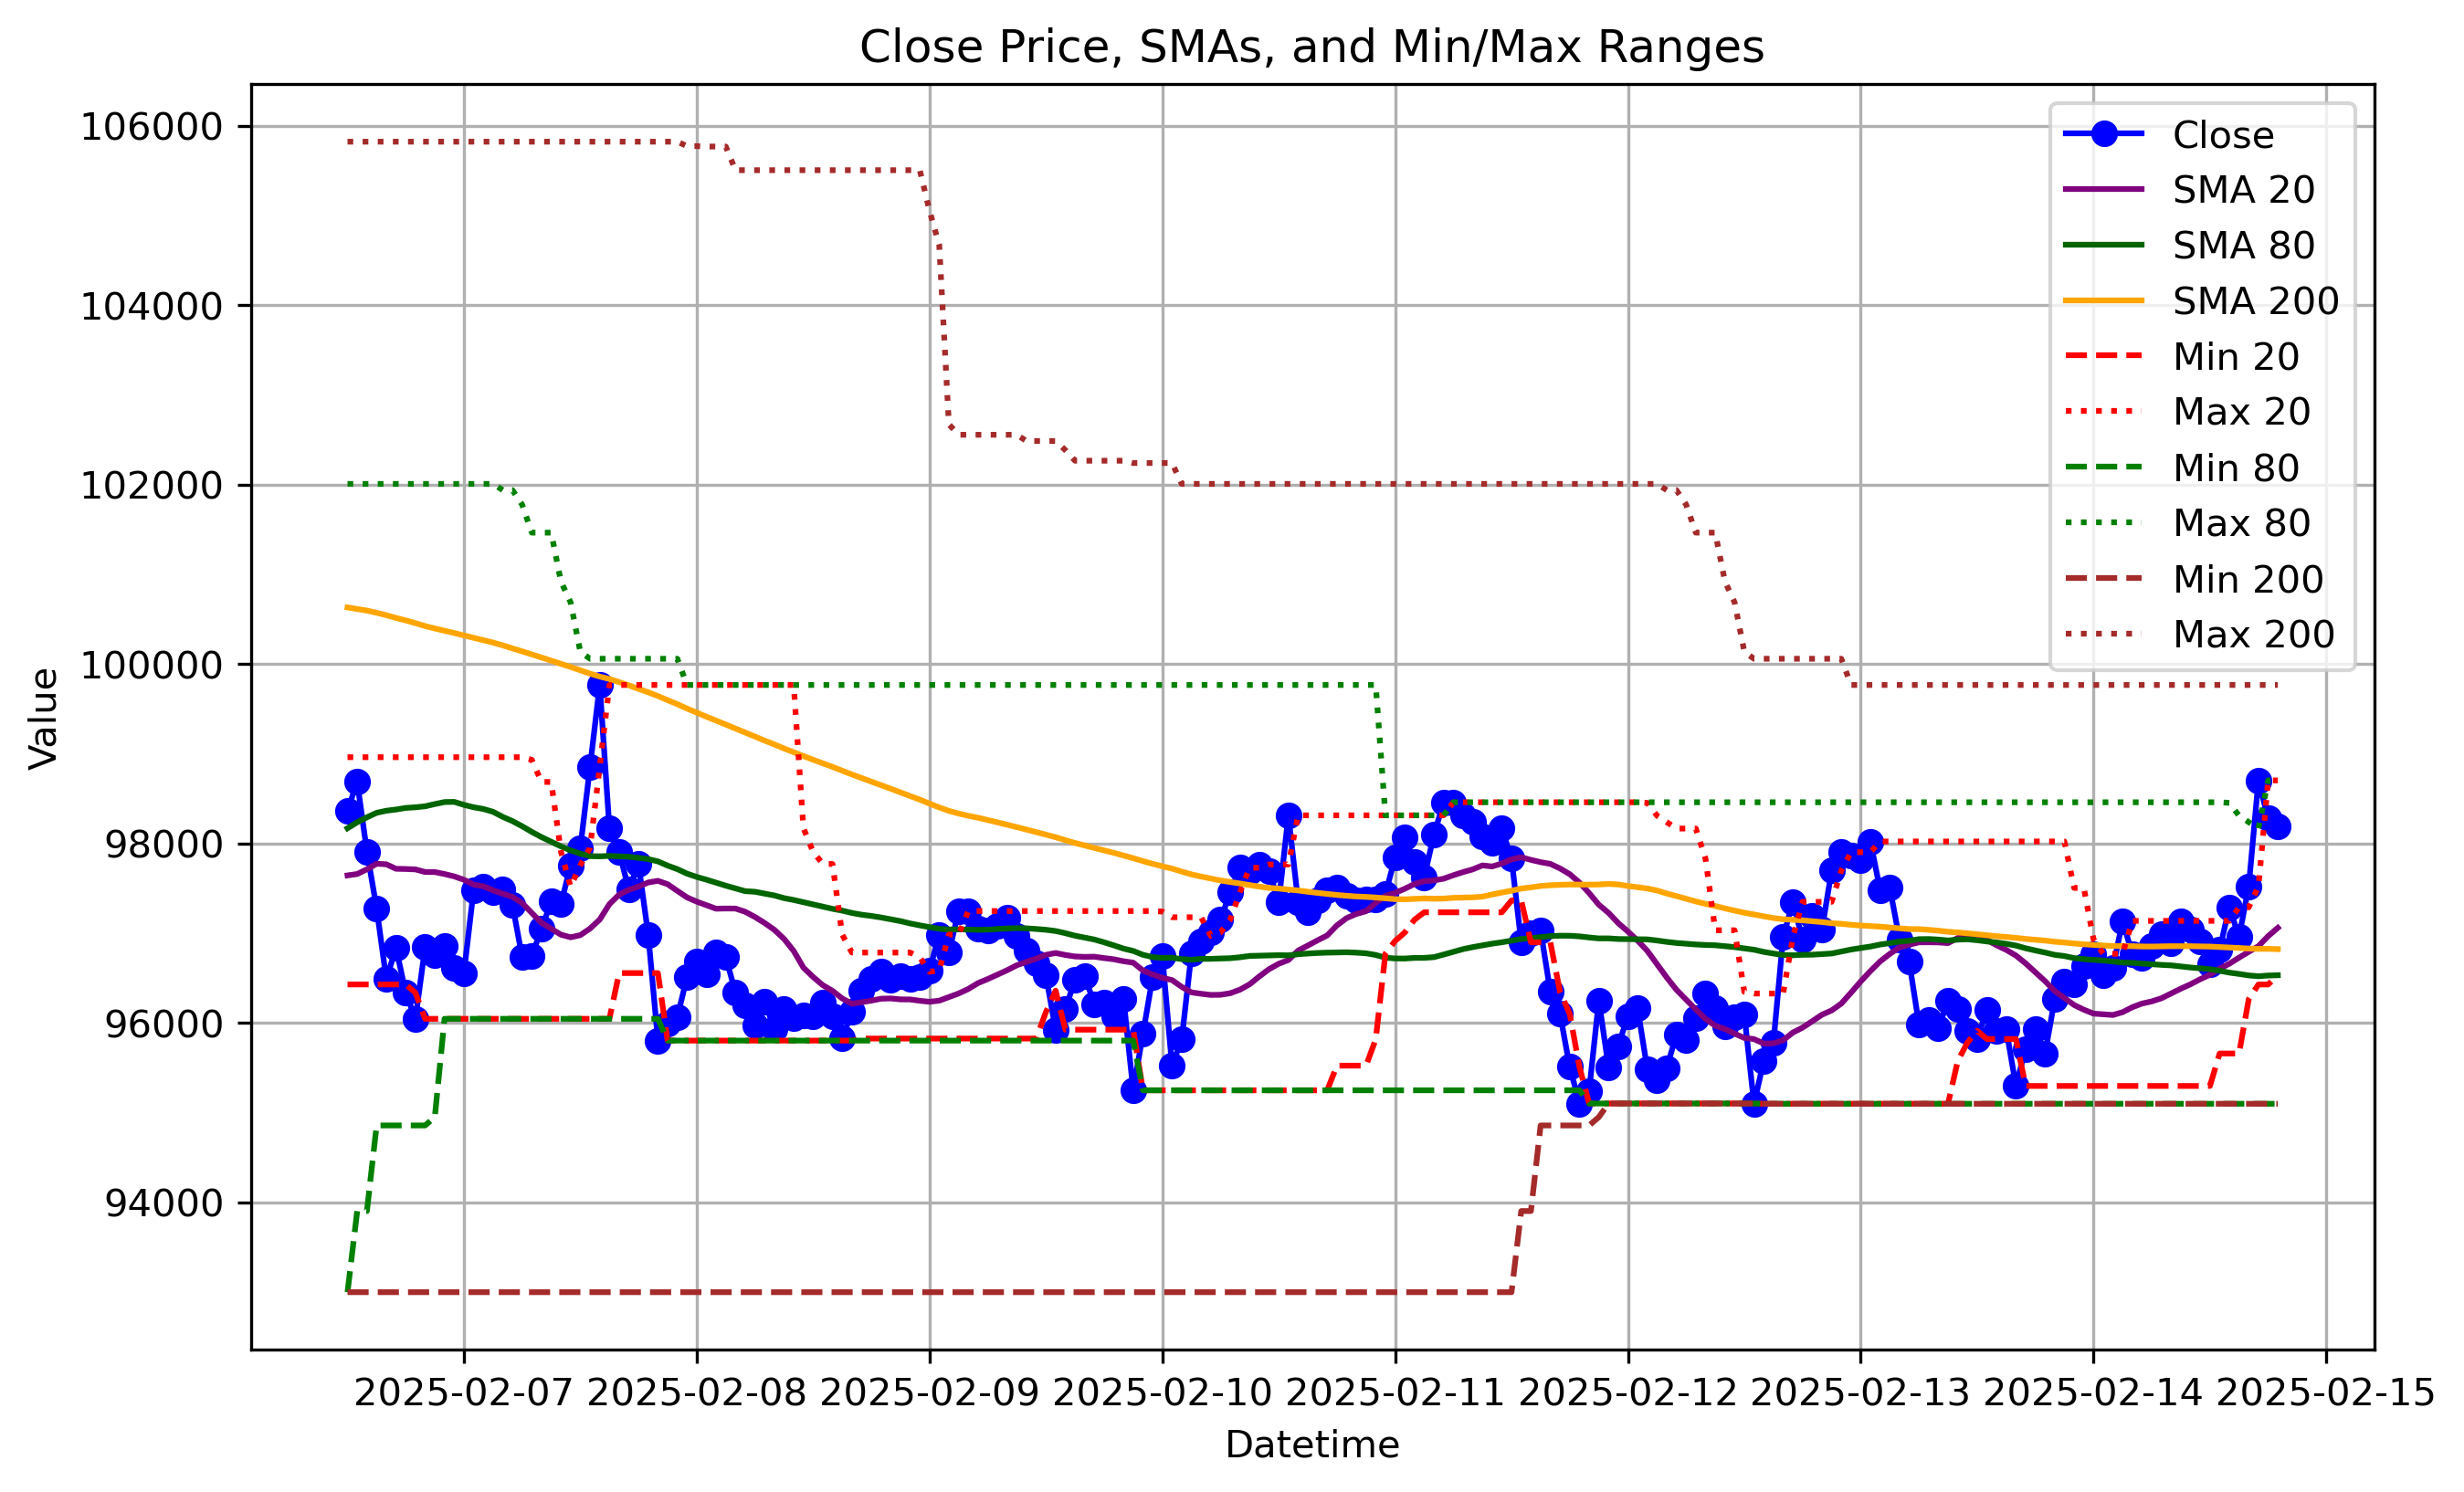 Close Price, SMAs, and Min/Max Ranges
106000
104000
102000
100000
98000
96000
94000
Value
Close
SMA 20
SMA 80
SMA 200
Min 20
Max 20
Min 80
Max 80
Min 200
Max 200
2025-02-07 2025-02-08 2025-02-09 2025-02-10 2025-02-11 2025-02-12 2025-02-13 2025-02-14 2025-02-15
Datetime